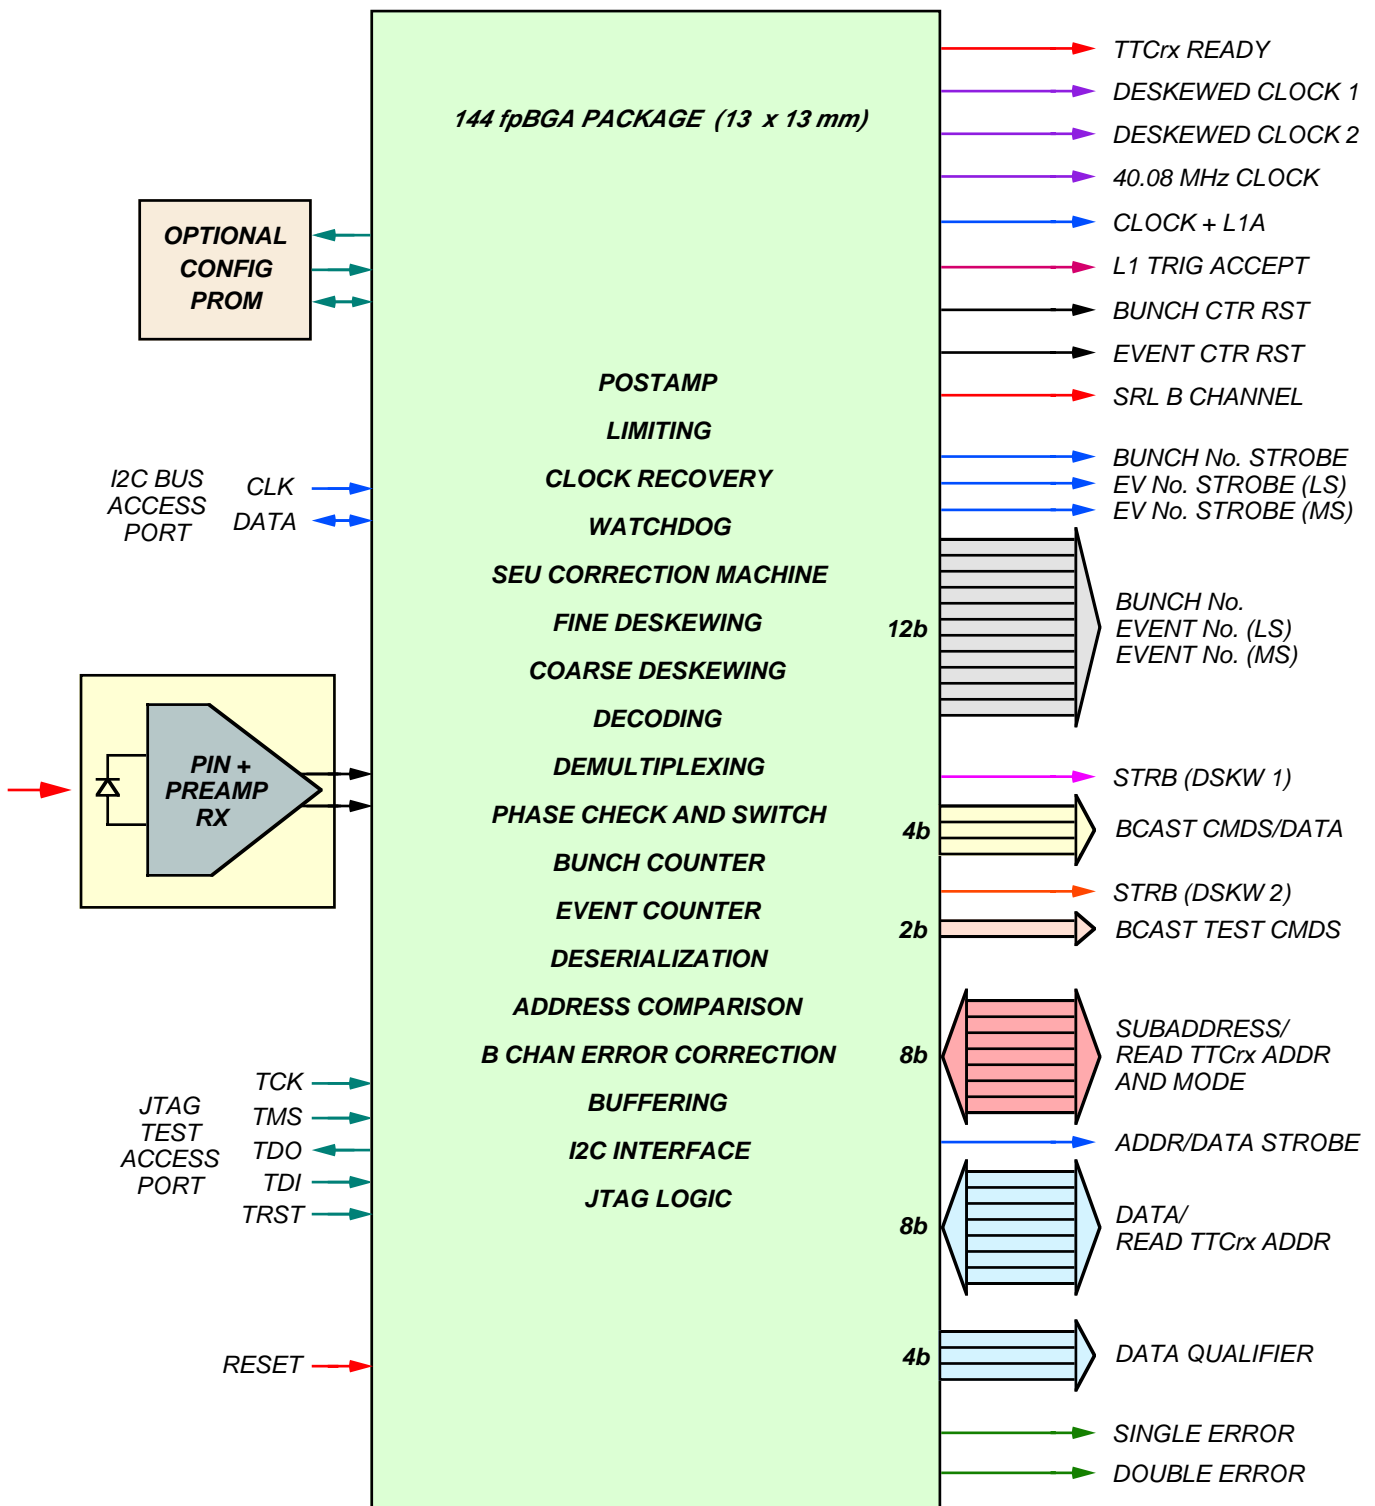 144 fpBGA PACKAGE (13 x 13 mm)
OPTIONAL
CONFIG
PROM
I2C BUS
ACCESS
PORT
CLK
DATA
PIN +
PREAMP
RX
JTAG
TEST
ACCESS
PORT
TCK
TMS
TDO
TDI
TRST
RESET
POSTAMP
LIMITING
CLOCK RECOVERY
WATCHDOG
SEU CORRECTION MACHINE
FINE DESKEWING
COARSE DESKEWING
DECODING
DEMULTIPLEXING
PHASE CHECK AND SWITCH
BUNCH COUNTER
EVENT COUNTER
DESERIALIZATION
ADDRESS COMPARISON
B CHAN ERROR CORRECTION
BUFFERING
I2C INTERFACE
JTAG LOGIC
TTCrx READY
DESKEWED CLOCK 1
DESKEWED CLOCK 2
40.08 MHz CLOCK
CLOCK + L1A
L1 TRIG ACCEPT
BUNCH CTR RST
EVENT CTR RST
SRL B CHANNEL
BUNCH No. STROBE
EV No. STROBE (LS)
EV No. STROBE (MS)
12b
BUNCH No.
EVENT No. (LS)
EVENT No. (MS)
STRB (DSKW 1)
4b
BCAST CMDS/DATA
STRB (DSKW 2)
2b
BCAST TEST CMDS
8b
SUBADDRESS/
READ TTCrx ADDR
AND MODE
ADDR/DATA STROBE
8b
DATA/
READ TTCrx ADDR
4b
DATA QUALIFIER
SINGLE ERROR
DOUBLE ERROR